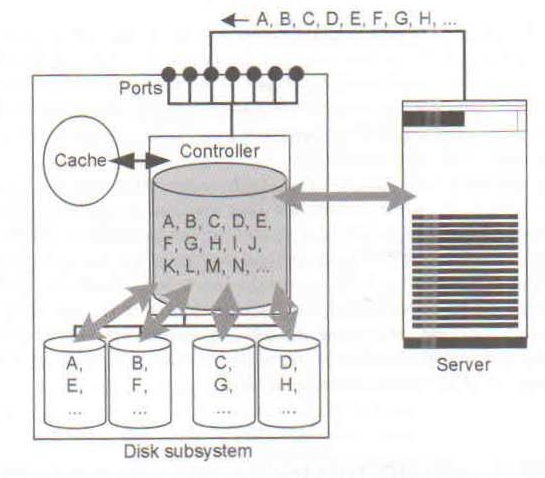 A, B, C, D, E, F, G, H, ...
Ports
Cache
Controller
A, B, C, D, E,
F, G, H, I, J,
K, L, M, N, ...
A,
E,
...
B,
F,
...
C,
G,
...
D,
H,
...
Server
Disk subsystem